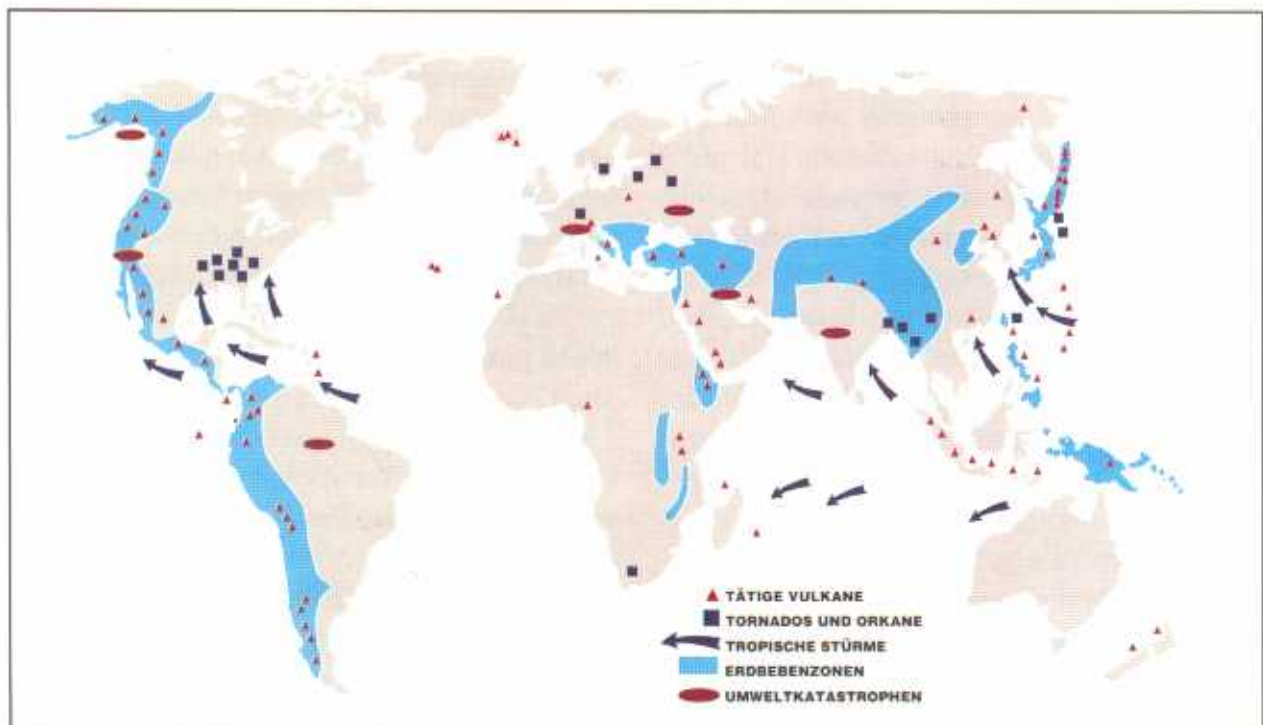 TÄTIGE VULKANE
TORNADOS UND ORKANE
TROPISCHE STÜRME
ERDBEBENZONEN
UMWELTKATASTROPHEN